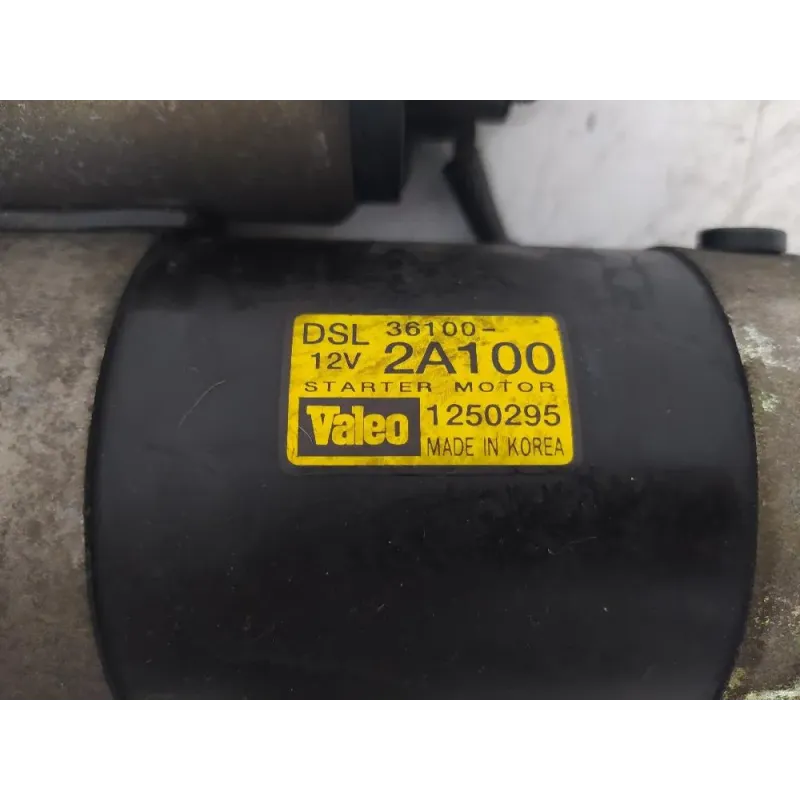 DSL 36100-
12V 2A100
STARTER MOTOR
Valeo 1250295
MADE IN KOREA